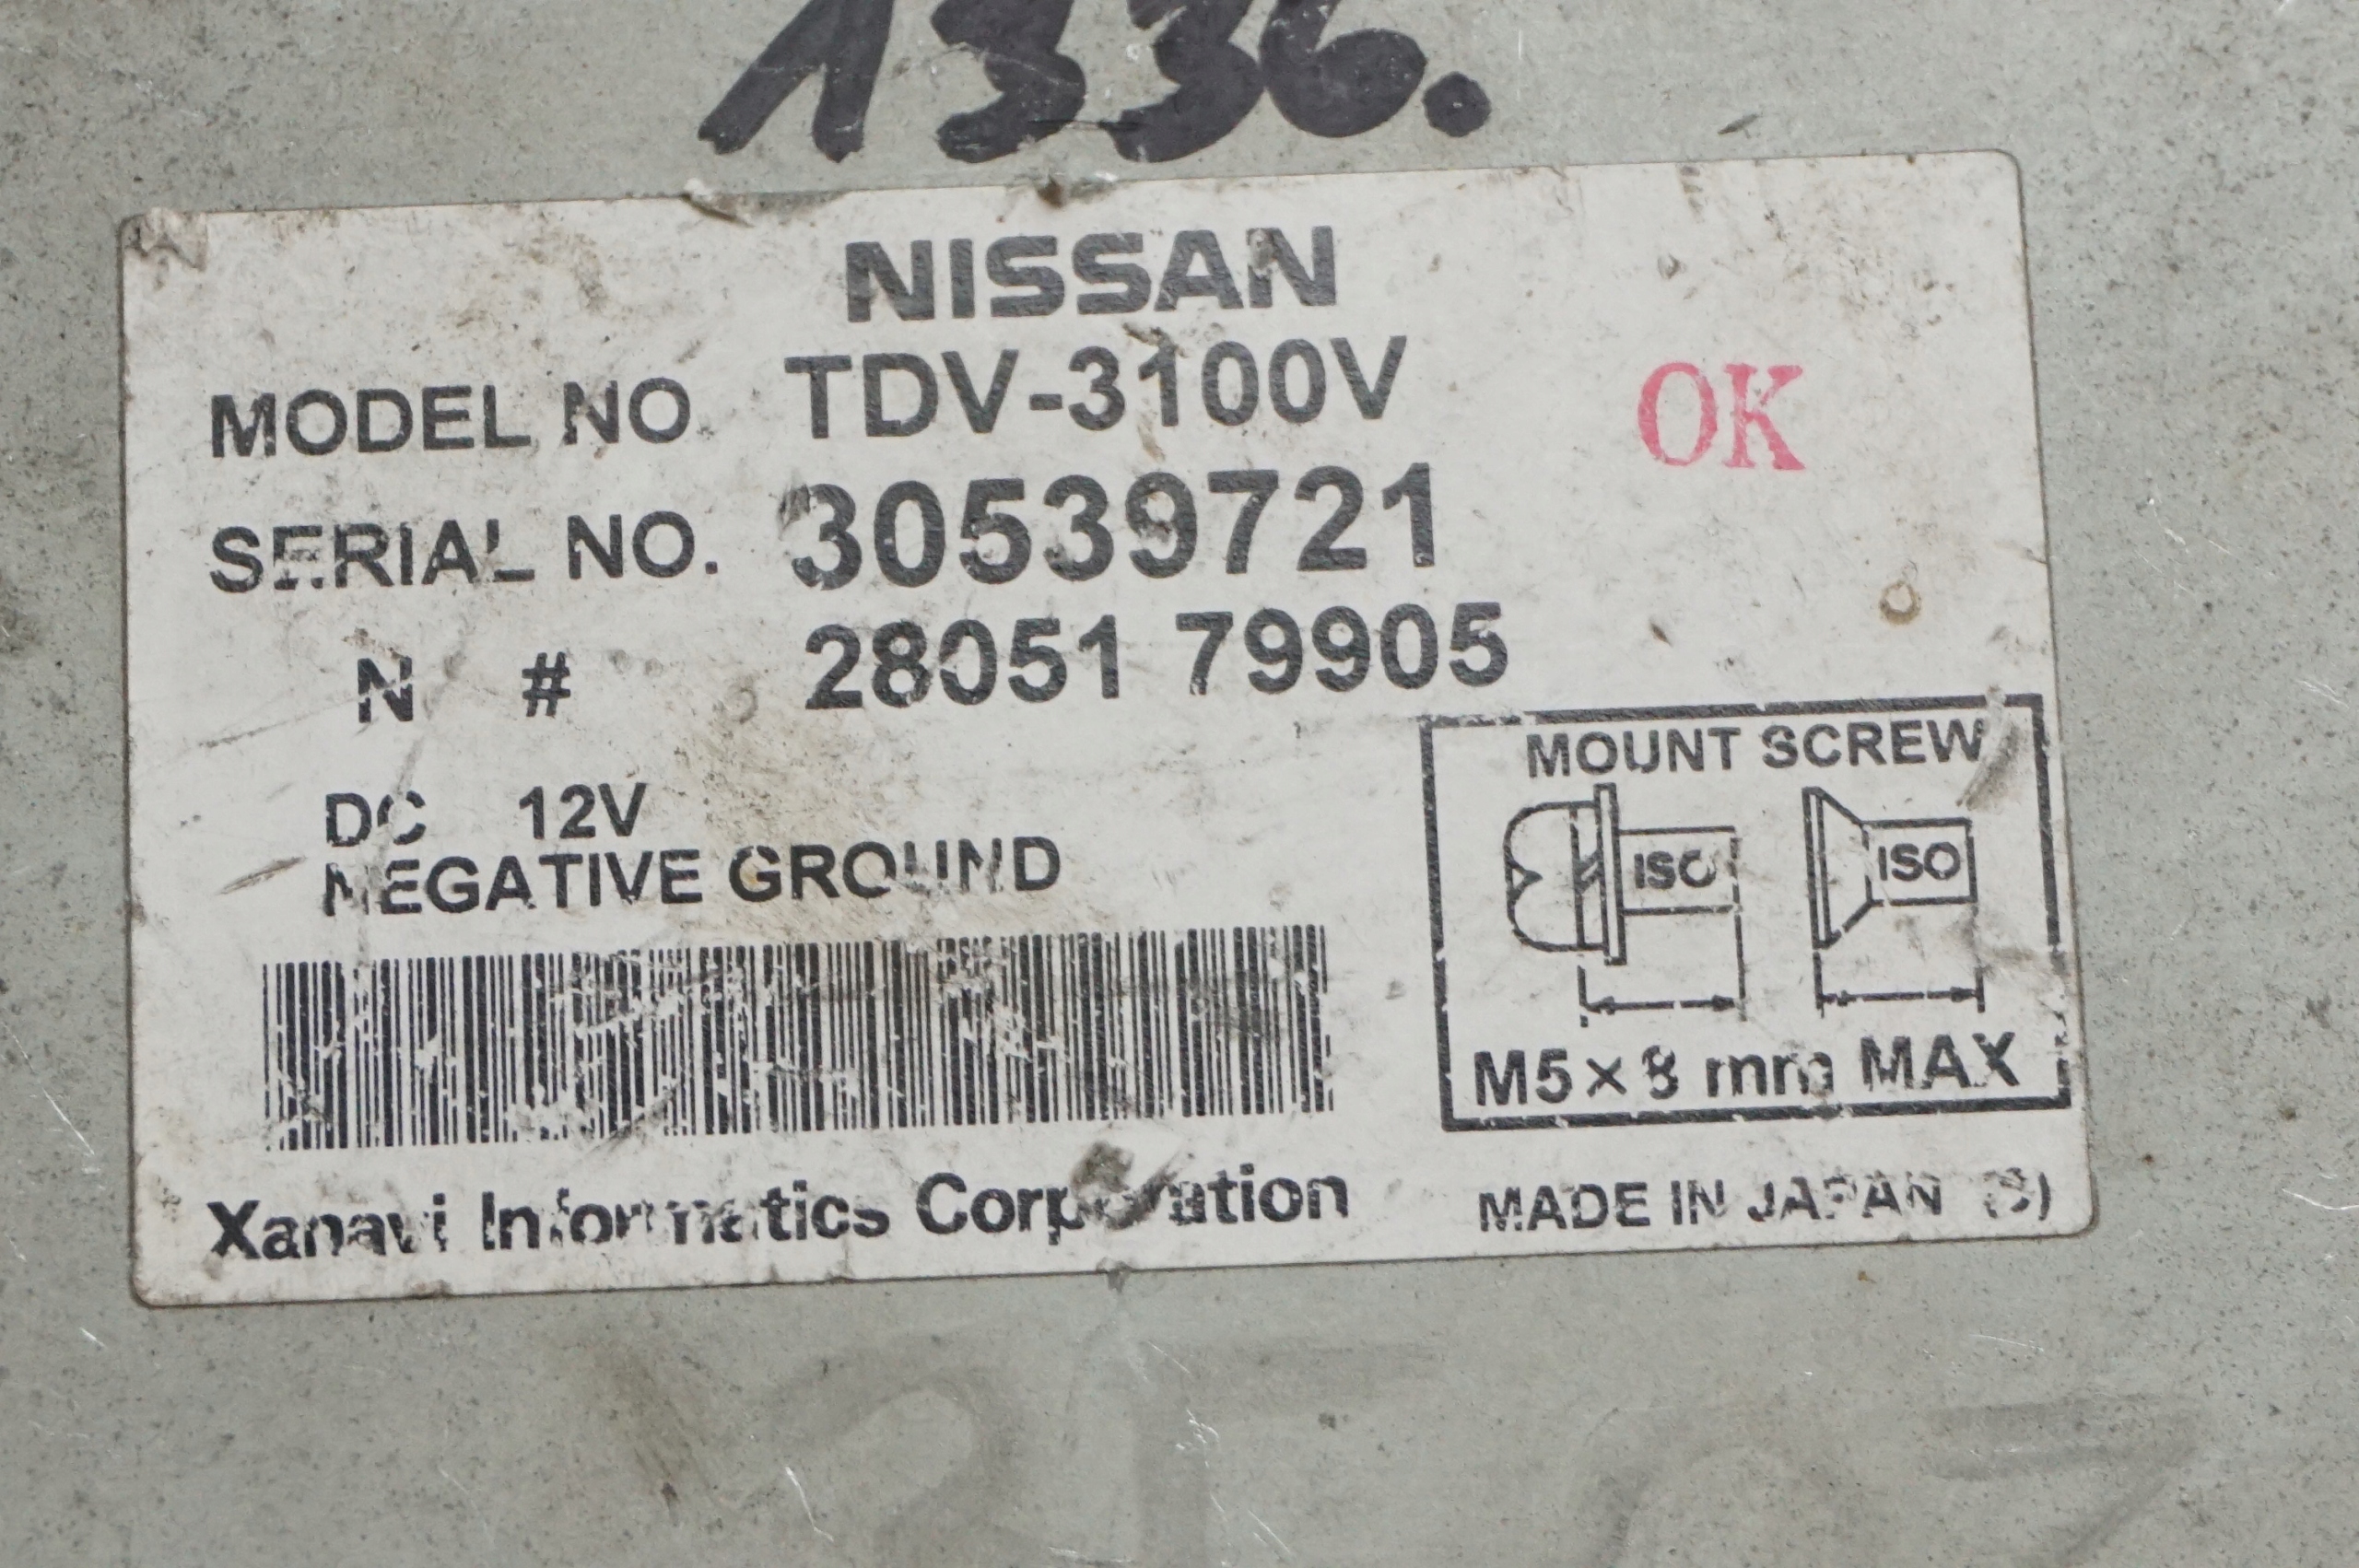 1336.
NISSAN
MODEL NO. TDV-3100V
OK
SERIAL NO. 30539721
N # 28051 79905
DC 12V
NEGATIVE GROUND
MOUNT SCREW
ISO ISO
M5×8 mm MAX
Xanavi Informatics Corporation
MADE IN JAPAN